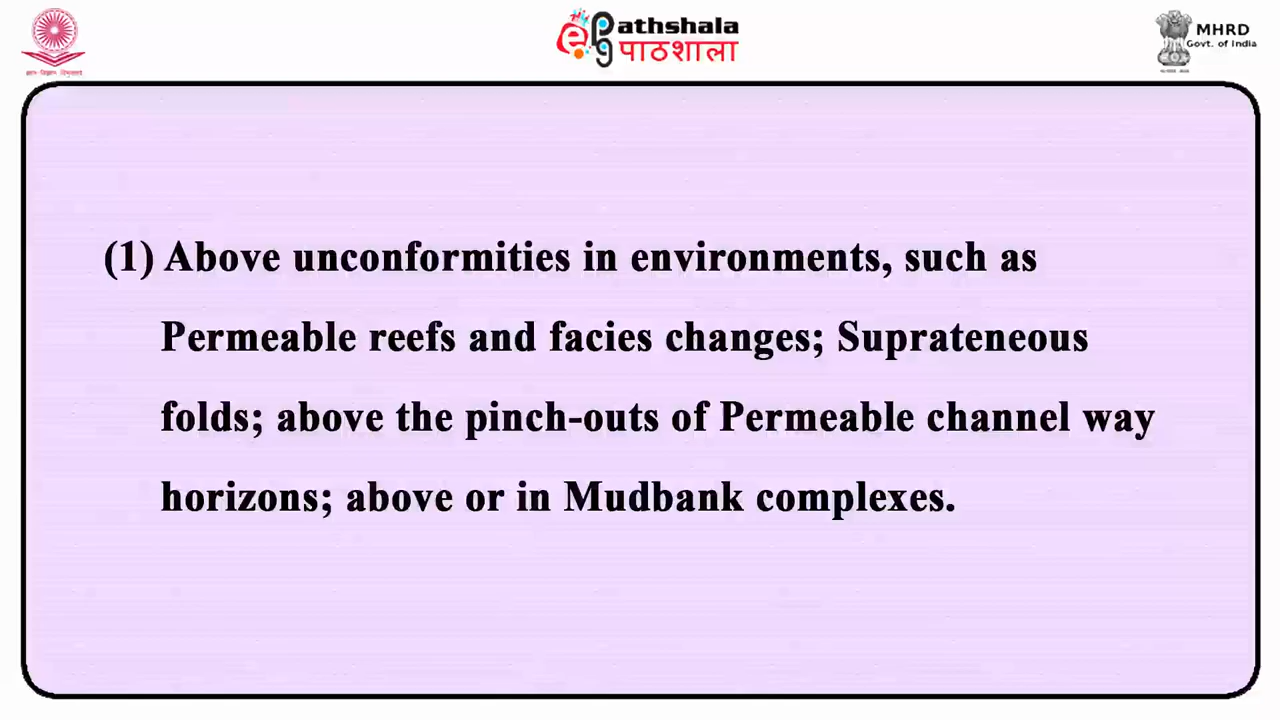 athshala
पाठशाला
MHRD
Govt. of India
(1) Above unconformities in environments, such as
Permeable reefs and facies changes; Suprateneous
folds; above the pinch-outs of Permeable channel way
horizons; above or in Mudbank complexes.